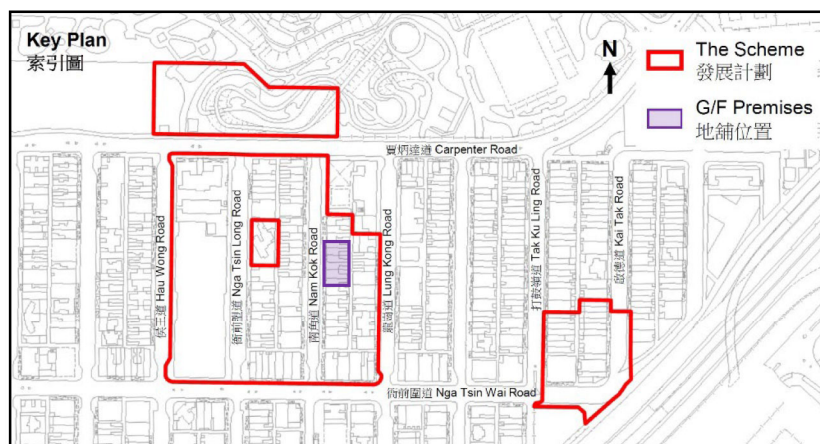 Key Plan
索引圖
N
The Scheme
發展計劃
G/F Premises
地舖位置
賈炳達道 Carpenter Road
侯王道 Hau Wong Road
衙前塱道 Nga Tsin Long Road
南角道 Nam Kok Road
龍崗道 Lung Kong Road
打鼓嶺道 Tak Ku Ling Road
啟德道 Kai Tak Road
衙前圍道 Nga Tsin Wai Road